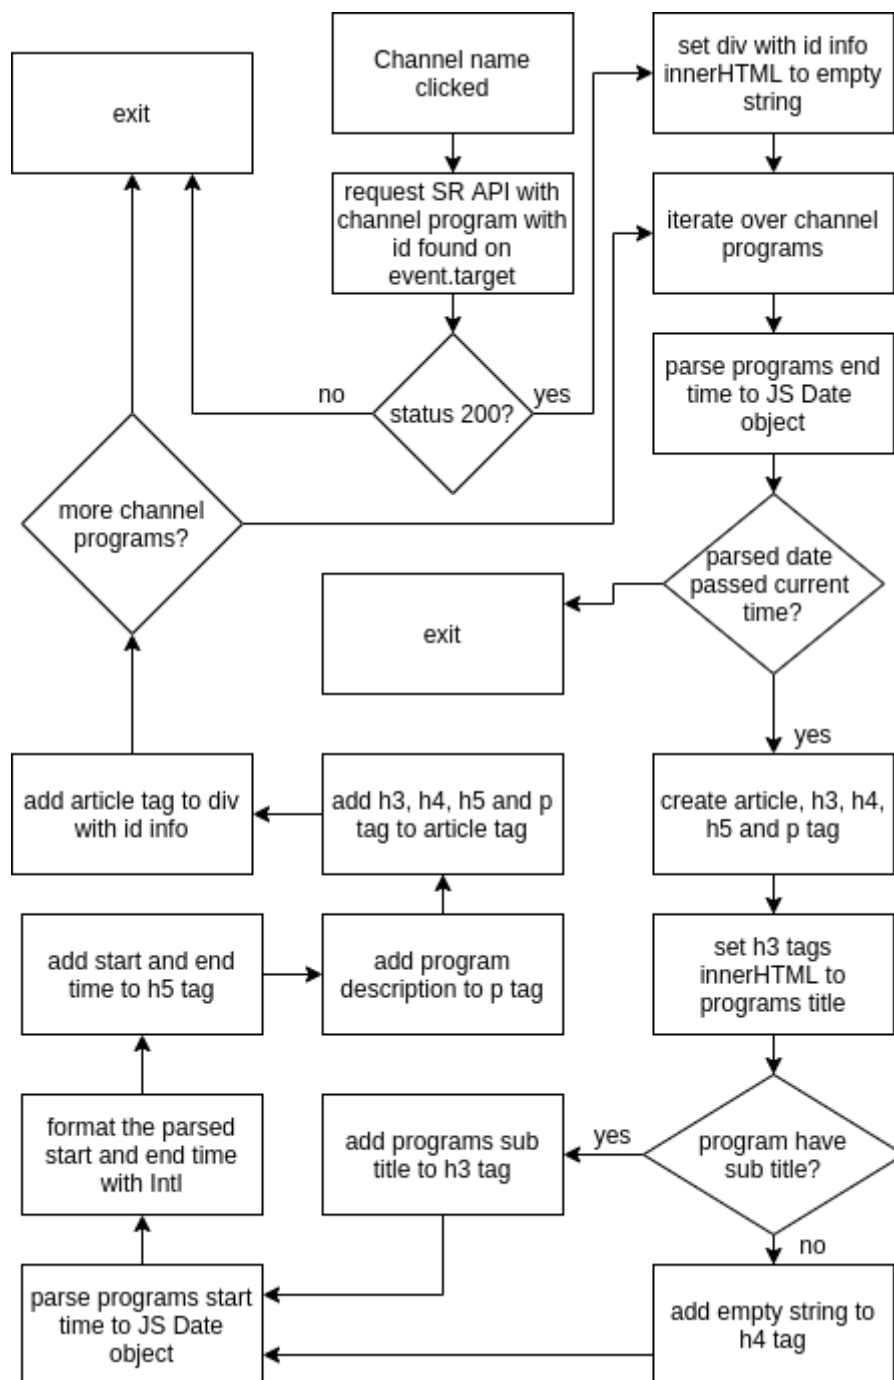 Channel name
clicked
set div with id info
innerHTML to empty
string
exit
request SR API with
channel program with
id found on
event.target
iterate over channel
programs
no
status 200?
yes
parse programs end
time to JS Date
object
more channel
programs?
parsed date
passed current
time?
exit
yes
add article tag to div
with id info
add h3, h4, h5 and p
tag to article tag
create article, h3, h4,
h5 and p tag
add start and end
time to h5 tag
add program
description to p tag
set h3 tags
innerHTML to
programs title
format the parsed
start and end time
with Intl
add programs sub
title to h3 tag
yes
program have
sub title?
no
parse programs start
time to JS Date
object
add empty string to
h4 tag